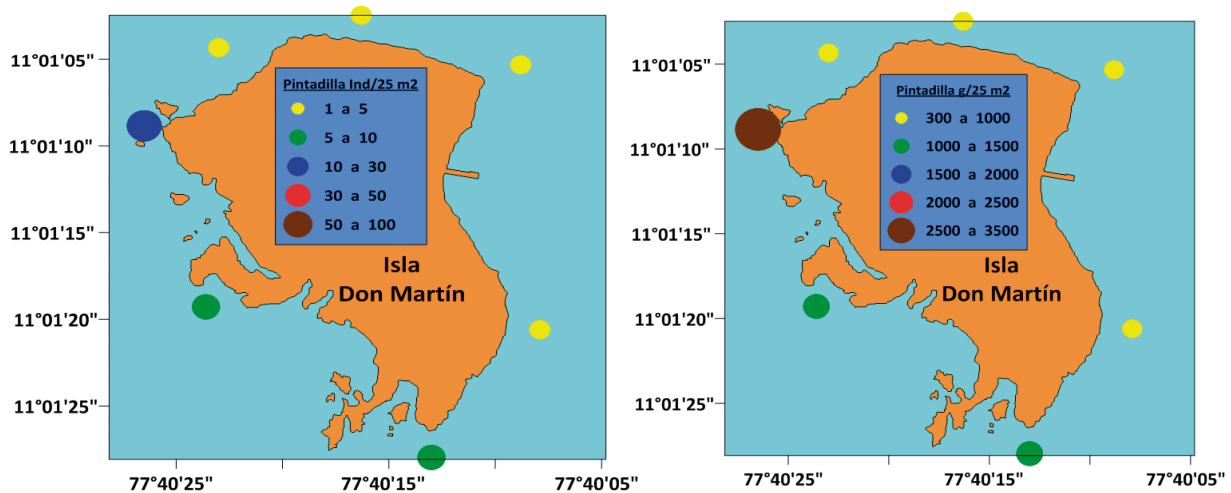 11°01'05"
11°01'10"
11°01'15"
11°01'20"
11°01'25"
77°40'25"
77°40'15"
77°40'05"
Pintadilla Ind/25 m2
1 a 5
5 a 10
10 a 30
30 a 50
50 a 100
Isla
Don Martín
11°01'05"
11°01'10"
11°01'15"
11°01'20"
11°01'25"
77°40'25"
77°40'15"
77°40'05"
Pintadilla g/25 m2
300 a 1000
1000 a 1500
1500 a 2000
2000 a 2500
2500 a 3500
Isla
Don Martín